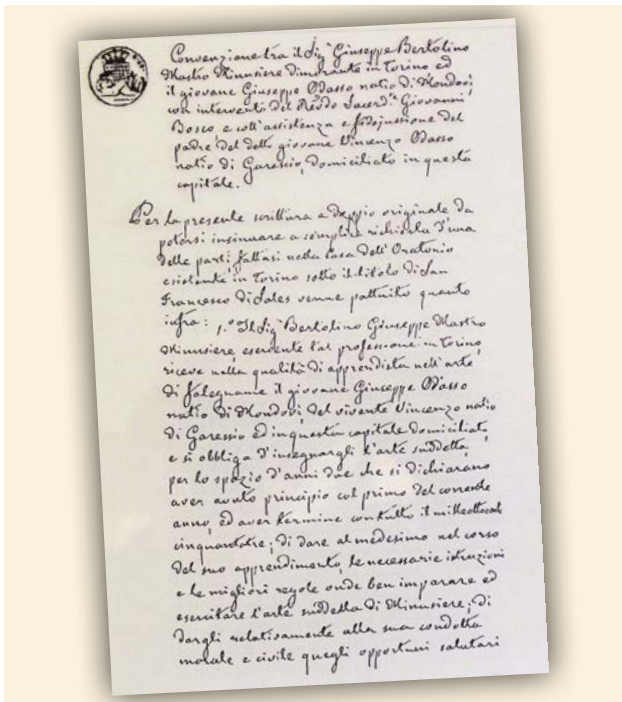 Convenzione tra il Sig.r Giuseppe Bertolino
Mastro Minusiere dimorante in Torino ed
il giovane Giuseppe Odasso natio di Mondovì
con intervento del Revdo Sacerd.te Giovanni
Bosco, e coll'assistenza e fidejussione del
padre del detto giovane Vincenzo Odasso
natio di Garessio, domiciliato in questa
capitale.
Per la presente scrittura a doppio originale da
potersi insinuare a semplice richiesta d'una
delle parti, fattasi nella Casa dell'Oratorio
esistente in Torino sotto il titolo di San
Francesco di Sales venne pattuito quanto
infra: 1.º Il Sig.r Bertolino Giuseppe Mastro
Minusiere, esercente tal professione in Torino,
riceve nella qualità di apprendista nell'arte
di falegname il giovane Giuseppe Odasso
natio di Mondovì, del vivente Vincenzo natio
di Garessio ed in questa capitale domiciliato,
e si obbliga d'insegnargli l'arte suddetta,
per lo spazio d'anni due che si dichiarano
aver avuto principio col primo del corrente
anno, ed aver termine con tutto il milleottocento
cinquantatre; di dare al medesimo nel corso
del suo apprendimento, le necessarie istruzioni
e le migliori regole onde ben imparare ed
esercitare l'arte suddetta di Minusiere; di
dargli relativamente alla sua condotta
morale e civile quegli opportuni salutari